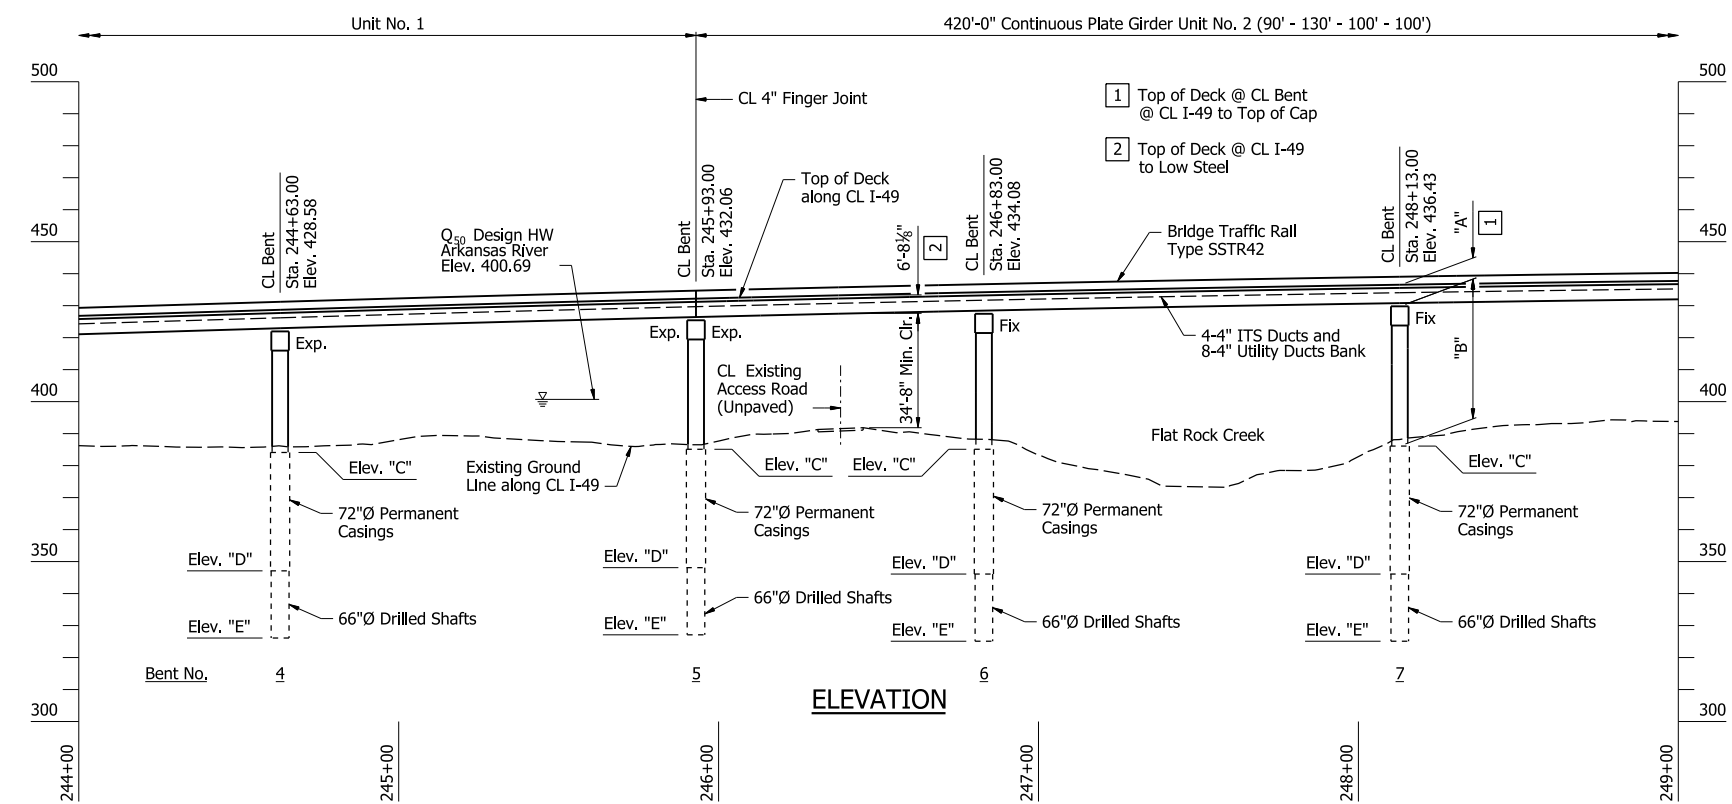 Unit No. 1
420'-0" Continuous Plate Girder Unit No. 2 (90' - 130' - 100' - 100')
500
450
400
350
300
500
450
400
350
300
CL 4" Finger Joint
1 Top of Deck @ CL Bent
@ CL I-49 to Top of Cap
2 Top of Deck @ CL I-49
to Low Steel
CL Bent
Sta. 244+63.00
Elev. 428.58
Q50 Design HW
Arkansas River
Elev. 400.69
CL Bent
Sta. 245+93.00
Elev. 432.06
Top of Deck
along CL I-49
6'-8⅛"
2
CL Bent
Sta. 246+83.00
Elev. 434.08
Bridge Traffic Rail
Type SSTR42
CL Bent
Sta. 248+13.00
Elev. 436.43
"A"
1
Exp.
Exp.
Exp.
Fix
Fix
4-4" ITS Ducts and
8-4" Utility Ducts Bank
"B"
CL Existing
Access Road
(Unpaved)
34'-8" Min. Clr.
Flat Rock Creek
Elev. "C"
Existing Ground
Line along CL I-49
Elev. "C"
Elev. "C"
Elev. "C"
72"Ø Permanent
Casings
72"Ø Permanent
Casings
72"Ø Permanent
Casings
72"Ø Permanent
Casings
Elev. "D"
Elev. "D"
Elev. "D"
Elev. "D"
66"Ø Drilled Shafts
66"Ø Drilled Shafts
66"Ø Drilled Shafts
66"Ø Drilled Shafts
Elev. "E"
Elev. "E"
Elev. "E"
Elev. "E"
Bent No.
4
5
6
7
ELEVATION
244+00
245+00
246+00
247+00
248+00
249+00